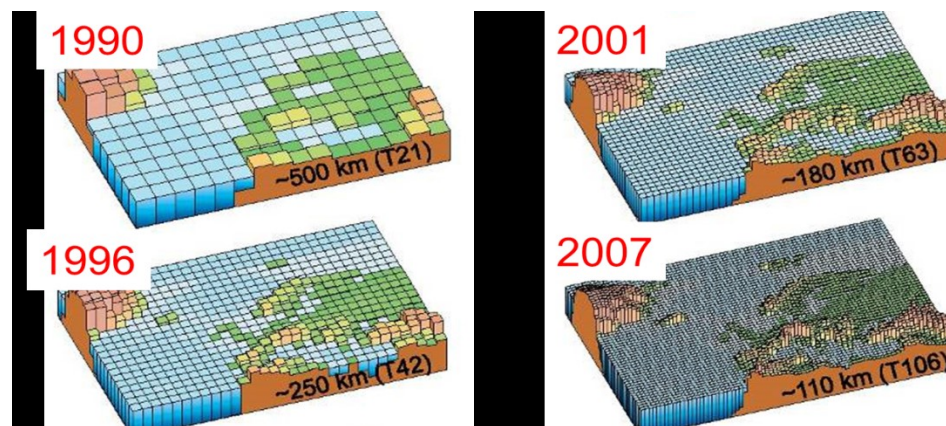 1990
~500 km (T21)
2001
~180 km (T63)
1996
~250 km (T42)
2007
~110 km (T106)